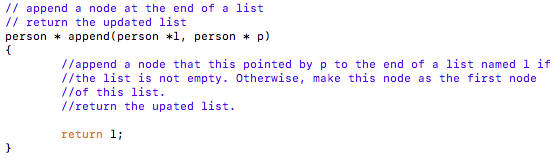 // append a node at the end of a list
// return the updated list
person * append(person *l, person * p)
{
//append a node that this pointed by p to the end of a list named l if
//the list is not empty. Otherwise, make this node as the first node
//of this list.
//return the upated list.
return l;
}